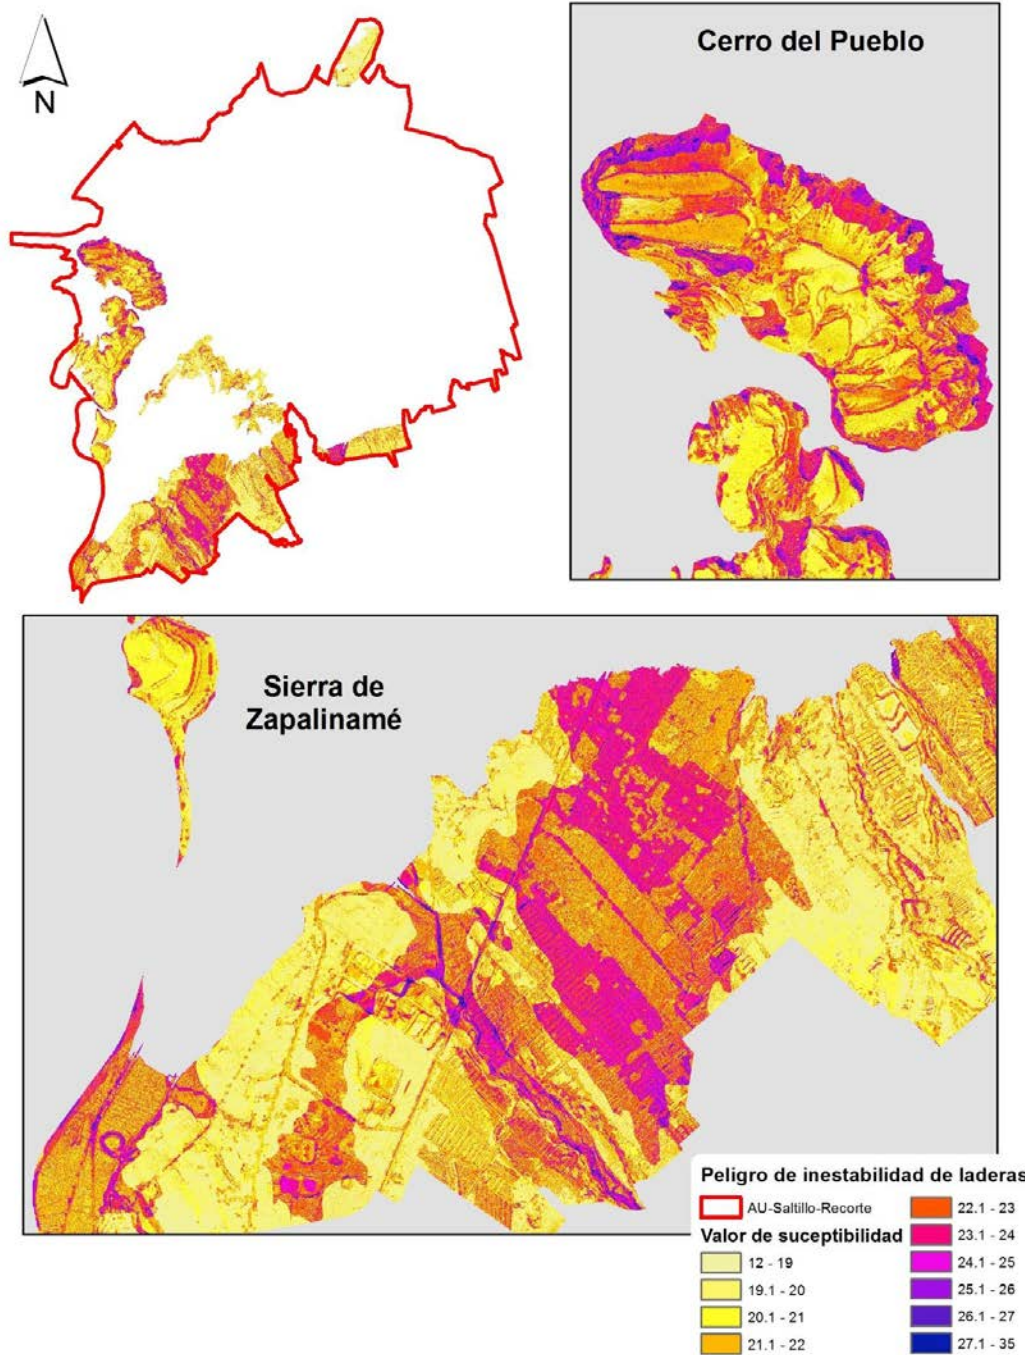 N
Cerro del Pueblo
Sierra de
Zapalinamé
Peligro de inestabilidad de laderas
AU-Saltillo-Recorte
Valor de suceptibilidad
12 - 19
19.1 - 20
20.1 - 21
21.1 - 22
22.1 - 23
23.1 - 24
24.1 - 25
25.1 - 26
26.1 - 27
27.1 - 35